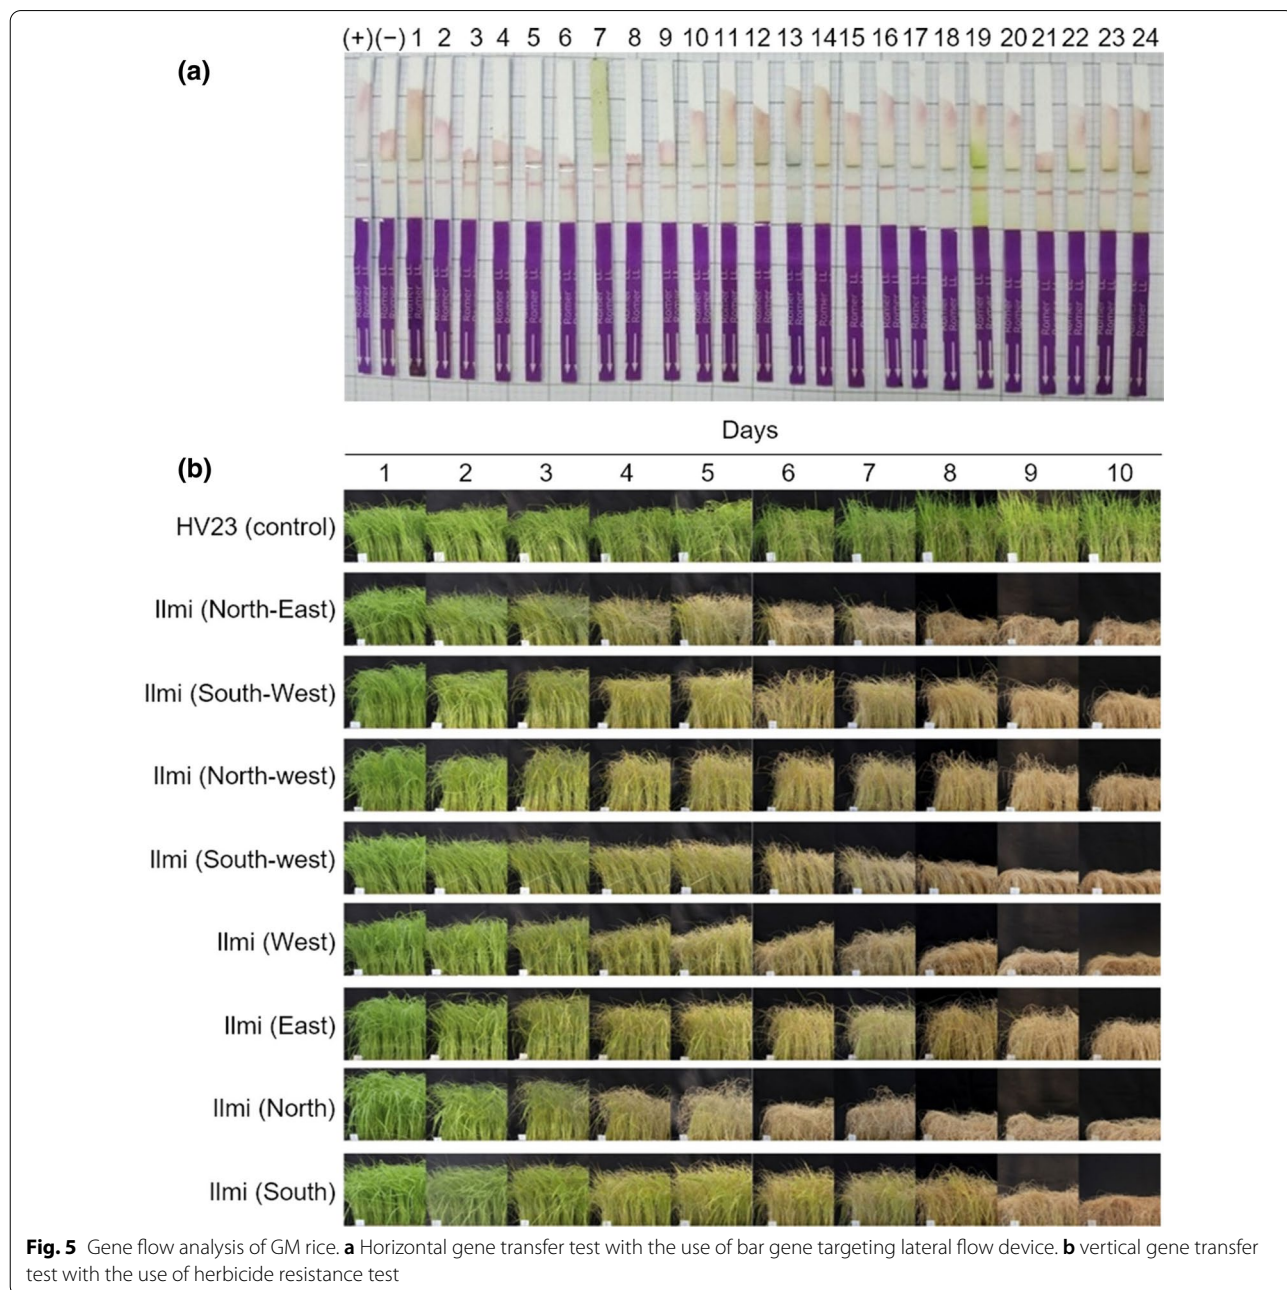 (+) (−) 1 2 3 4 5 6 7 8 9 10 11 12 13 14 15 16 17 18 19 20 21 22 23 24
(a)
Romer
Days
(b)
1 2 3 4 5 6 7 8 9 10
HV23 (control)
Ilmi (North-East)
Ilmi (South-West)
Ilmi (North-west)
Ilmi (South-west)
Ilmi (West)
Ilmi (East)
Ilmi (North)
Ilmi (South)
Fig. 5 Gene flow analysis of GM rice. a Horizontal gene transfer test with the use of bar gene targeting lateral flow device. b vertical gene transfer
test with the use of herbicide resistance test